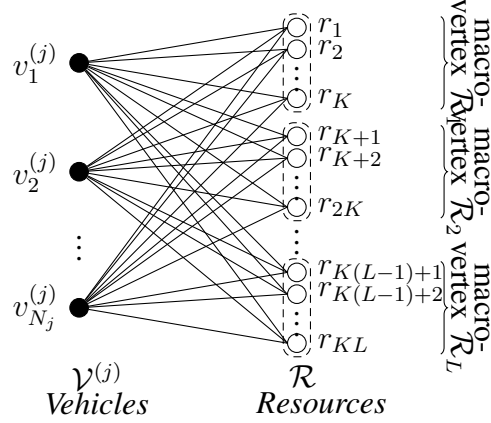 v_1^{(j)}
v_2^{(j)}
⋮
v_{N_j}^{(j)}
r_1
r_2
⋮
r_K
r_{K+1}
r_{K+2}
⋮
r_{2K}
⋮
r_{K(L−1)+1}
r_{K(L−1)+2}
⋮
r_{KL}
macro-
vertex R_1
macro-
vertex R_2
macro-
vertex R_L
V^{(j)}
Vehicles
R
Resources